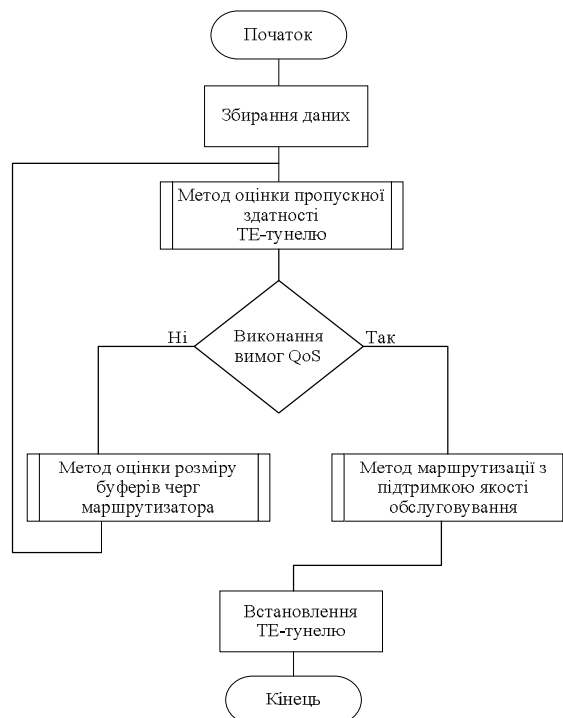 Початок
Збирання даних
Метод оцінки пропускної
здатності
ТЕ-тунелю
Виконання
вимог QoS
Ні
Так
Метод оцінки розміру
буферів черг
маршрутизатора
Метод маршрутизації з
підтримкою якості
обслуговування
Встановлення
ТЕ-тунелю
Кінець